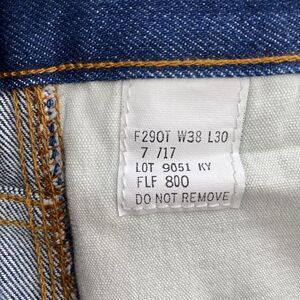 F290T W38 L30
7 /17
LOT 9051 KY
FLF 800
DO NOT REMOVE